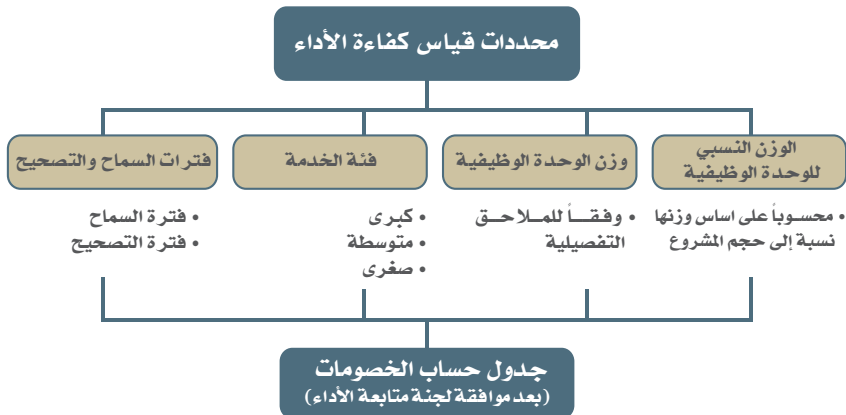 محددات قياس كفاءة الأداء
الوزن النسبي
للوحدة الوظيفية
وزن الوحدة الوظيفية
فئة الخدمة
فترات السماح والتصحيح
• محسوباً على اساس وزنها
نسبة إلى حجم المشروع
• وفقــاً للمــلاحــق
التفصيلية
• كبرى
• متوسطة
• صغرى
• فترة السماح
• فترة التصحيح
جدول حساب الخصومات
(بعد موافقة لجنة متابعة الأداء)